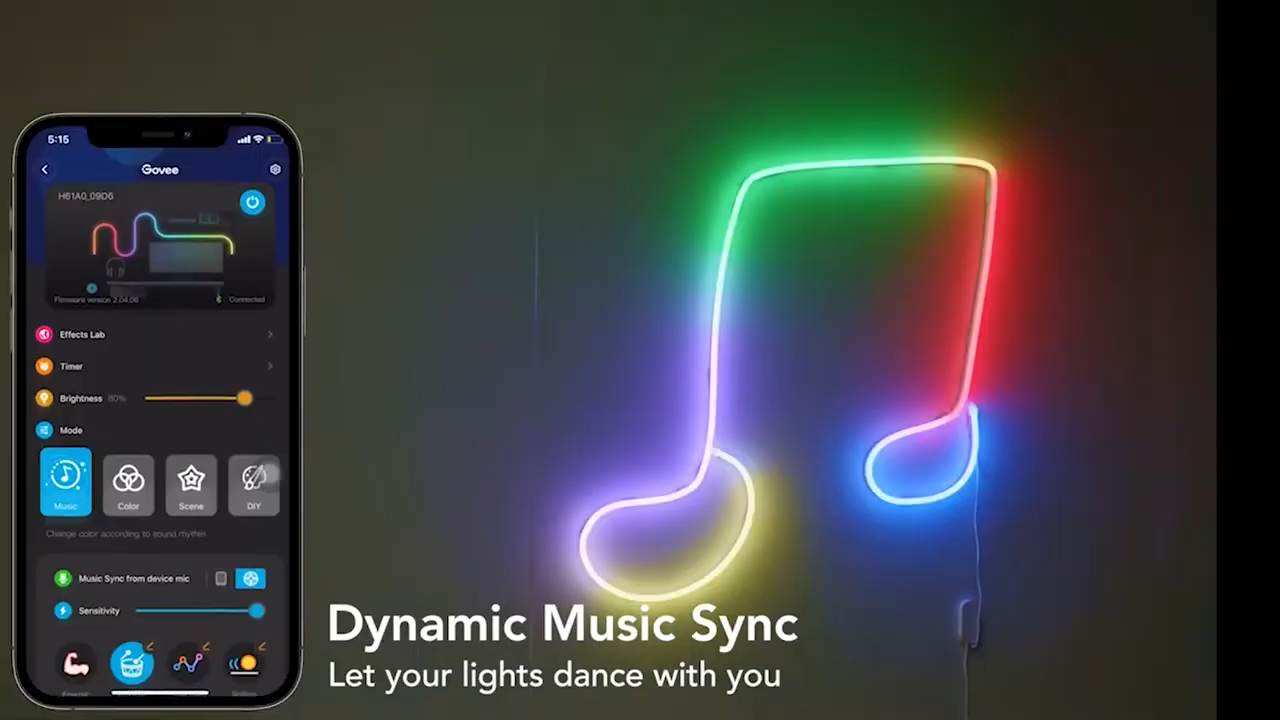 5:15
Govee
H61A0_09D6
Firmware version 2.04.06
Connected
Effects Lab
Timer
Brightness 80%
Mode
Music
Color
Scene
DIY
Change color according to sound rhythm
Music Sync from device mic
Sensitivity
Dynamic Music Sync
Let your lights dance with you